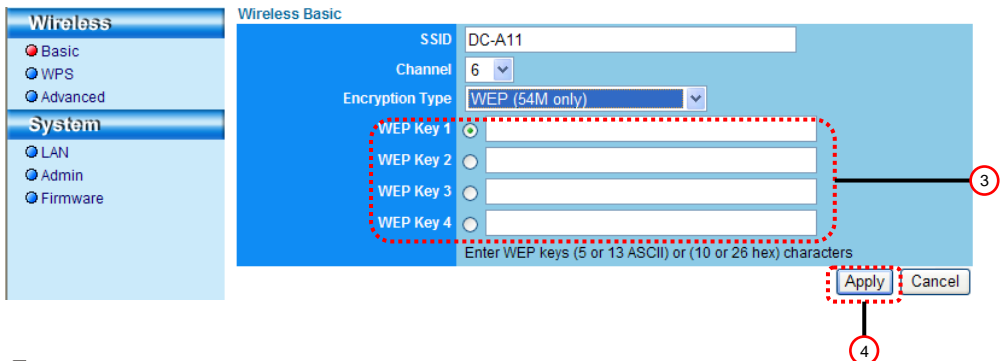 Wireless
Basic
WPS
Advanced
System
LAN
Admin
Firmware
Wireless Basic
SSID DC-A11
Channel 6
Encryption Type WEP (54M only)
WEP Key 1
WEP Key 2
WEP Key 3
WEP Key 4
Enter WEP keys (5 or 13 ASCII) or (10 or 26 hex) characters
Apply Cancel
3
4